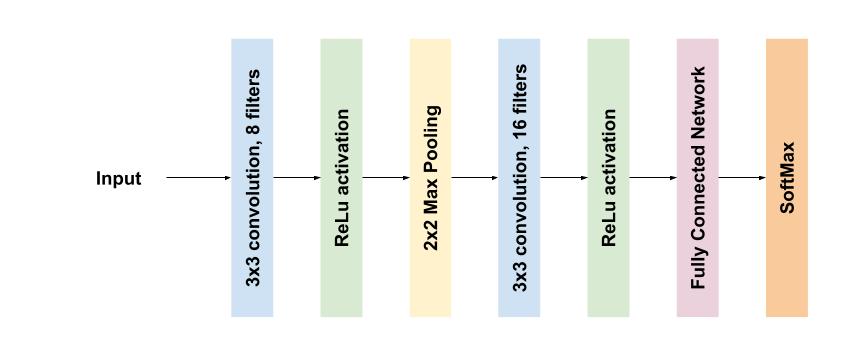 Input
3x3 convolution, 8 filters
ReLu activation
2x2 Max Pooling
3x3 convolution, 16 filters
ReLu activation
Fully Connected Network
SoftMax